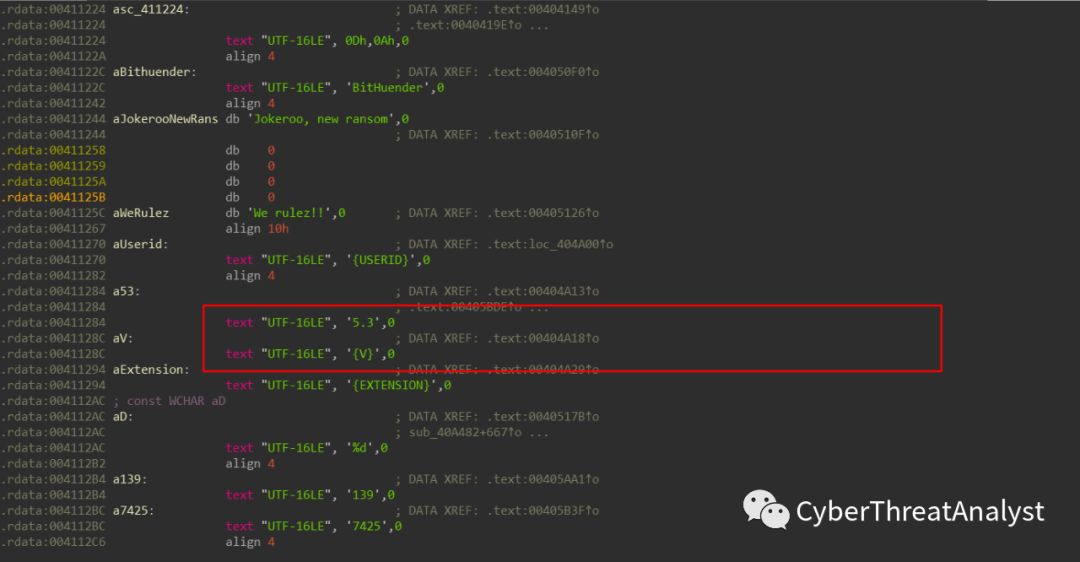 .rdata:00411224 asc_411224: ; DATA XREF: .text:00404149↑o
.rdata:00411224 ; .text:0040419E↑o ...
.rdata:00411224 text "UTF-16LE", 0Dh,0Ah,0
.rdata:0041122A align 4
.rdata:0041122C aBithuender: ; DATA XREF: .text:004050F0↑o
.rdata:0041122C text "UTF-16LE", 'BitHuender',0
.rdata:00411242 align 4
.rdata:00411244 aJokerooNewRans db 'Jokeroo, new ransom',0
.rdata:00411244 ; DATA XREF: .text:0040510F↑o
.rdata:00411258 db 0
.rdata:00411259 db 0
.rdata:0041125A db 0
.rdata:0041125B db 0
.rdata:0041125C aWeRulez db 'We rulez!!',0 ; DATA XREF: .text:00405126↑o
.rdata:00411267 align 10h
.rdata:00411270 aUserid: ; DATA XREF: .text:loc_404A00↑o
.rdata:00411270 text "UTF-16LE", '{USERID}',0
.rdata:00411282 align 4
.rdata:00411284 a53: ; DATA XREF: .text:00404A13↑o
.rdata:00411284 ; .text:00405BDE↑o ...
.rdata:00411284 text "UTF-16LE", '5.3',0
.rdata:0041128C aV: ; DATA XREF: .text:00404A18↑o
.rdata:0041128C text "UTF-16LE", '{V}',0
.rdata:00411294 aExtension: ; DATA XREF: .text:00404A29↑o
.rdata:00411294 text "UTF-16LE", '{EXTENSION}',0
.rdata:004112AC ; const WCHAR aD
.rdata:004112AC aD: ; DATA XREF: .text:0040517B↑o
.rdata:004112AC ; sub_40A482+667↑o ...
.rdata:004112AC text "UTF-16LE", '%d',0
.rdata:004112B2 align 4
.rdata:004112B4 a139: ; DATA XREF: .text:00405AA1↑o
.rdata:004112B4 text "UTF-16LE", '139',0
.rdata:004112BC a7425: ; DATA XREF: .text:00405B3F↑o
.rdata:004112BC text "UTF-16LE", '7425',0
.rdata:004112C6 align 4
CyberThreatAnalyst